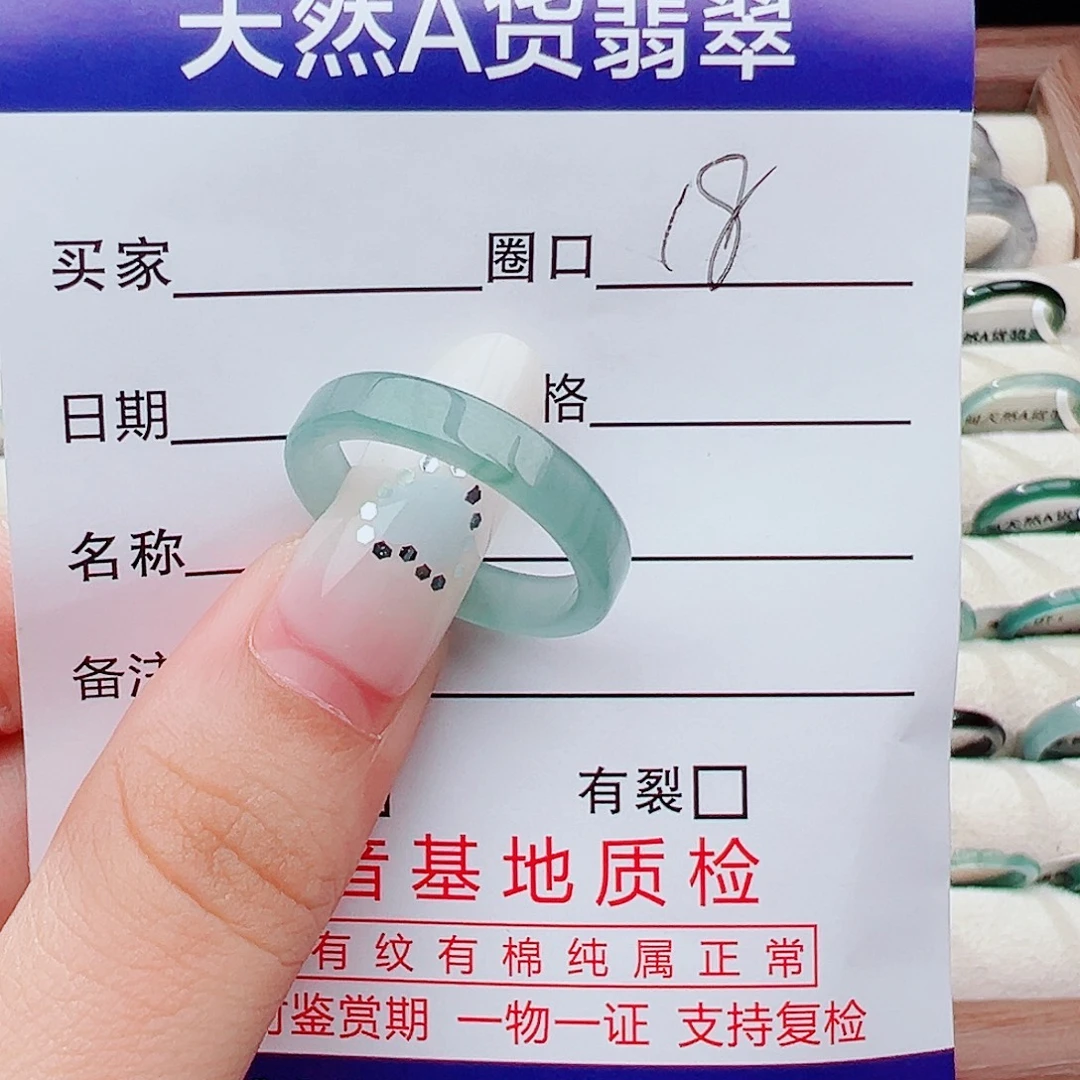 天然A货翡翠
买家 圈口 18
日期 格
名称
备注
有裂
音基地质检
有纹有棉纯属正常
鉴赏期 一物一证 支持复检